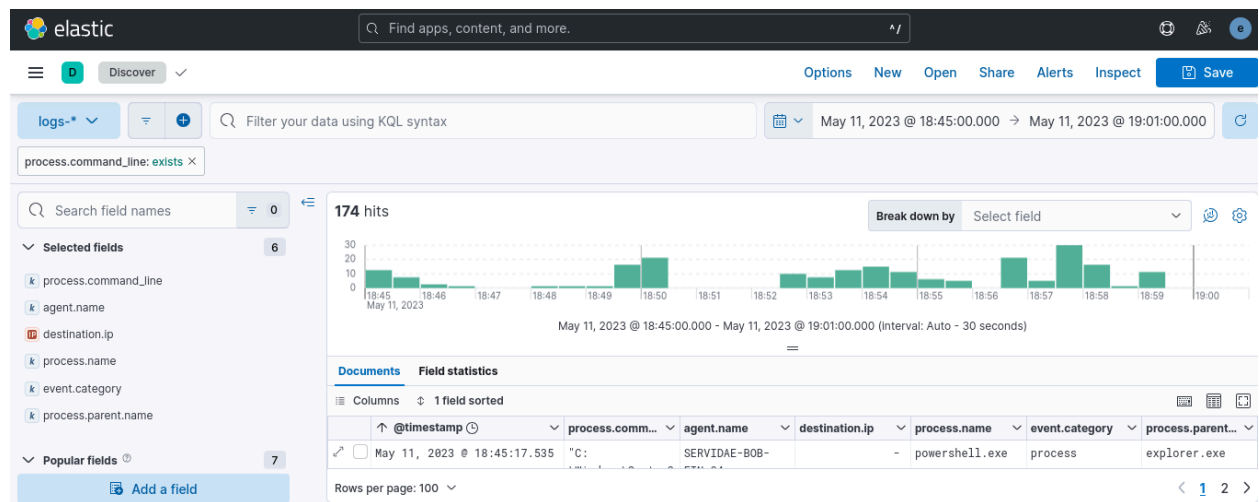 elastic
Find apps, content, and more.
^/
e
D
Discover
Options
New
Open
Share
Alerts
Inspect
Save
logs-*
Filter your data using KQL syntax
May 11, 2023 @ 18:45:00.000 → May 11, 2023 @ 19:01:00.000
process.command_line: exists ×
Search field names
0
Selected fields
6
k process.command_line
k agent.name
IP destination.ip
k process.name
k event.category
k process.parent.name
Popular fields
7
Add a field
174 hits
Break down by
Select field
30
20
10
0
18:45 18:46 18:47 18:48 18:49 18:50 18:51 18:52 18:53 18:54 18:55 18:56 18:57 18:58 18:59 19:00
May 11, 2023
May 11, 2023 @ 18:45:00.000 - May 11, 2023 @ 19:01:00.000 (interval: Auto - 30 seconds)
Documents
Field statistics
Columns
1 field sorted
@timestamp
process.comm...
agent.name
destination.ip
process.name
event.category
process.parent...
May 11, 2023 @ 18:45:17.535
"C:
SERVIDAE-BOB-
-
powershell.exe
process
explorer.exe
Rows per page: 100
1
2